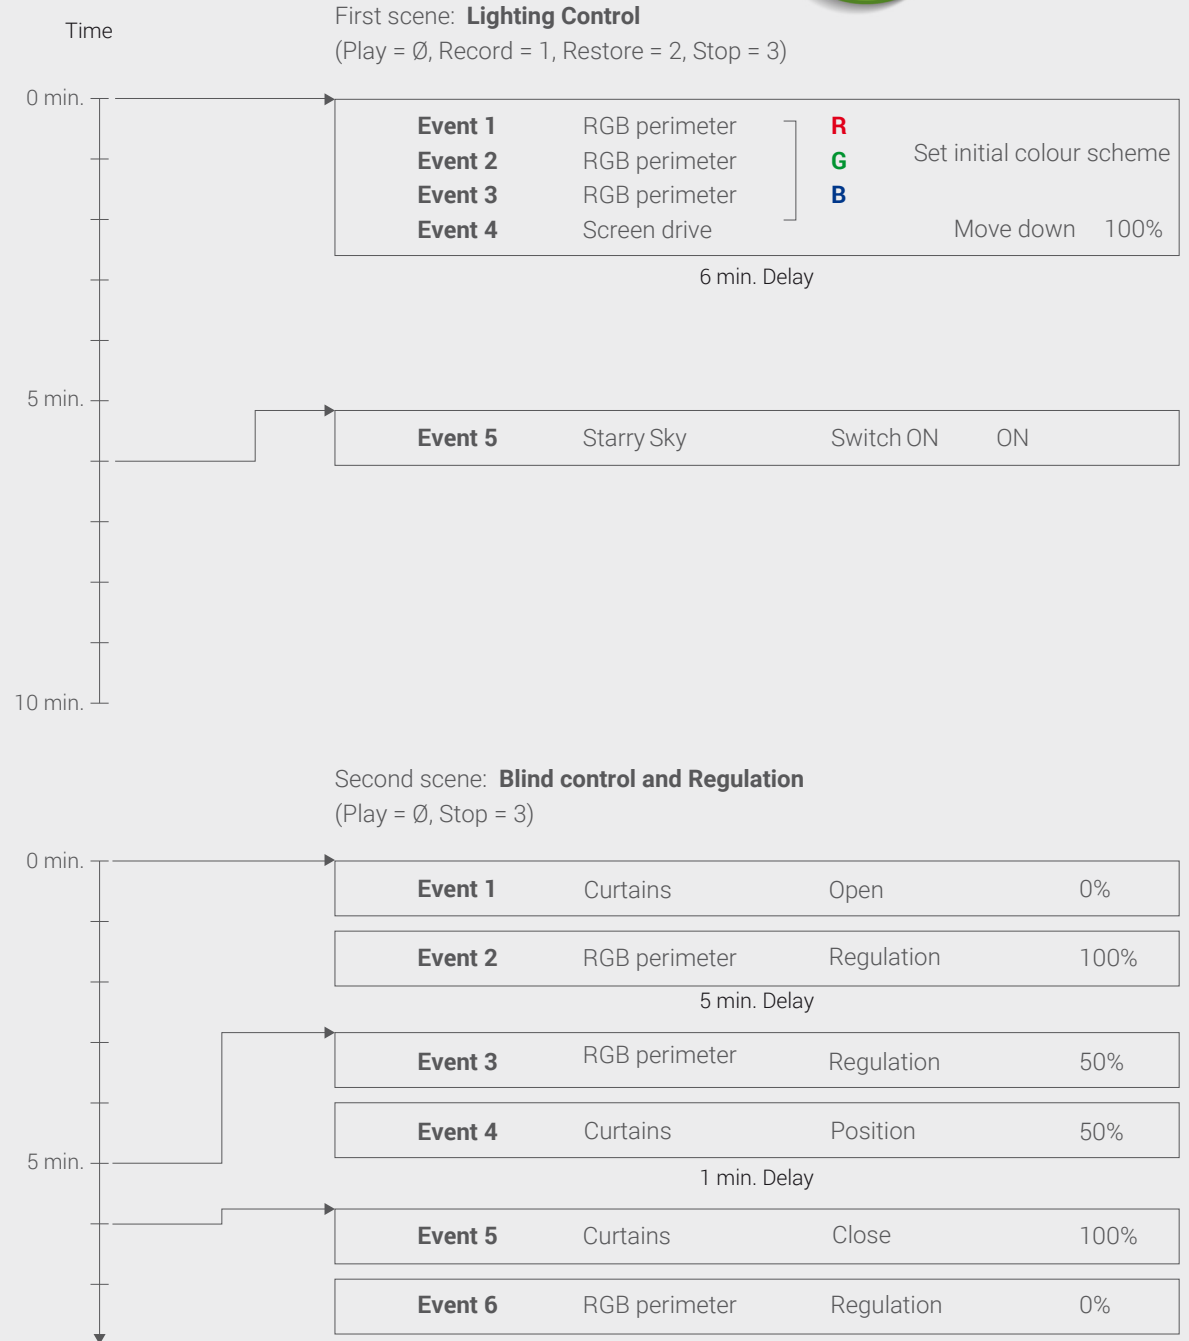 Time
First scene: Lighting Control
(Play = Ø, Record = 1, Restore = 2, Stop = 3)
0 min.
Event 1 RGB perimeter R
Set initial colour scheme
Event 2 RGB perimeter G
Event 3 RGB perimeter B
Event 4 Screen drive Move down 100%
6 min. Delay
5 min.
Event 5 Starry Sky Switch ON ON
10 min.
Second scene: Blind control and Regulation
(Play = Ø, Stop = 3)
0 min.
Event 1 Curtains Open 0%
Event 2 RGB perimeter Regulation 100%
5 min. Delay
Event 3 RGB perimeter Regulation 50%
Event 4 Curtains Position 50%
5 min.
1 min. Delay
Event 5 Curtains Close 100%
Event 6 RGB perimeter Regulation 0%